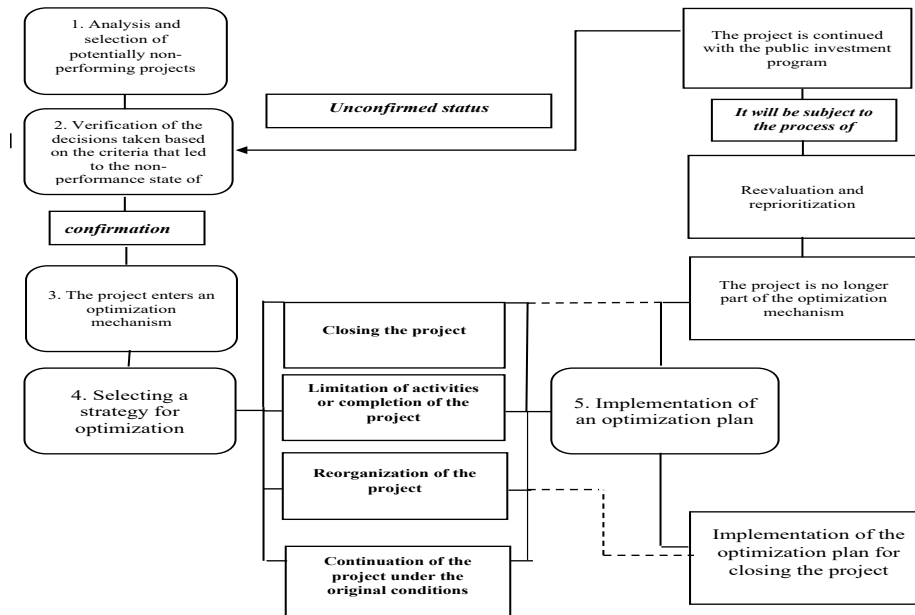 1. Analysis and
selection of
potentially non-
performing projects
The project is continued
with the public investment
program
Unconfirmed status
It will be subject to
the process of
2. Verification of the
decisions taken based
on the criteria that led
to the non-
performance state of
Reevaluation and
reprioritization
confirmation
3. The project enters an
optimization
mechanism
The project is no longer
part of the optimization
mechanism
Closing the project
4. Selecting a
strategy for
optimization
Limitation of activities
or completion of the
project
5. Implementation of
an optimization plan
Reorganization of the
project
Implementation of the
optimization plan for
closing the project
Continuation of the
project under the
original conditions